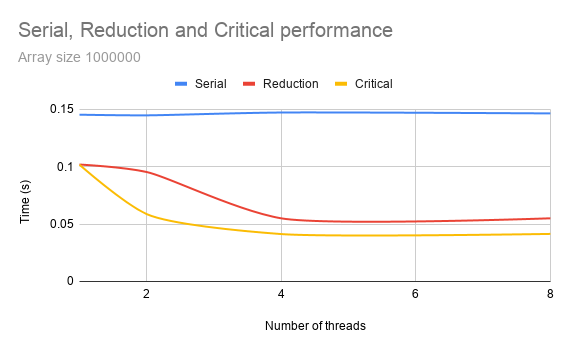 Serial, Reduction and Critical performance
Array size 1000000
Serial Reduction Critical
0.15
0.1
0.05
0
Time (s)
2 4 6 8
Number of threads